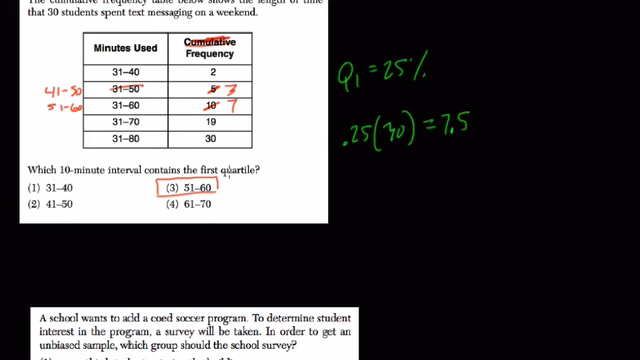 The cumulative frequency table below shows the length of time
that 30 students spent text messaging on a weekend.
Minutes Used Cumulative Frequency
31–40 2
41-50 31–50 5 3
51-60 31–60 10 7
31–70 19
31–80 30
Q1 = 25%
.25(30) = 7.5
Which 10-minute interval contains the first quartile?
(1) 31–40 (3) 51–60
(2) 41–50 (4) 61–70
A school wants to add a coed soccer program. To determine student
interest in the program, a survey will be taken. In order to get an
unbiased sample, which group should the school survey?